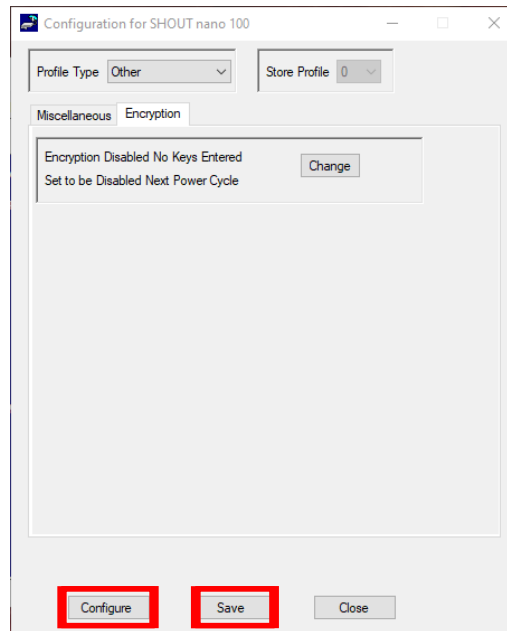 Configuration for SHOUT nano 100
Profile Type Other Store Profile 0
Miscellaneous Encryption
Encryption Disabled No Keys Entered
Change
Set to be Disabled Next Power Cycle
Configure Save Close